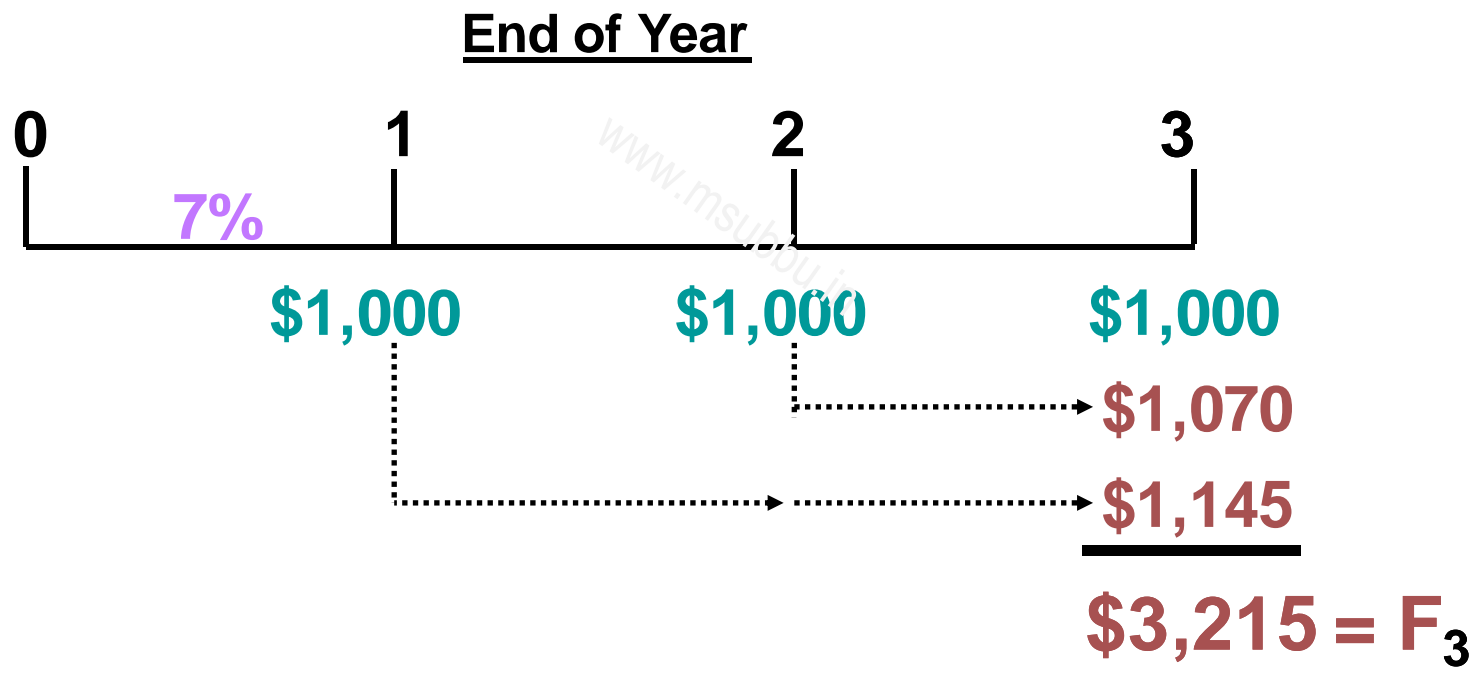 End of Year
0 1 2 3
7%
www.msubbu.in
$1,000 $1,000 $1,000
$1,070
$1,145
$3,215 = F3